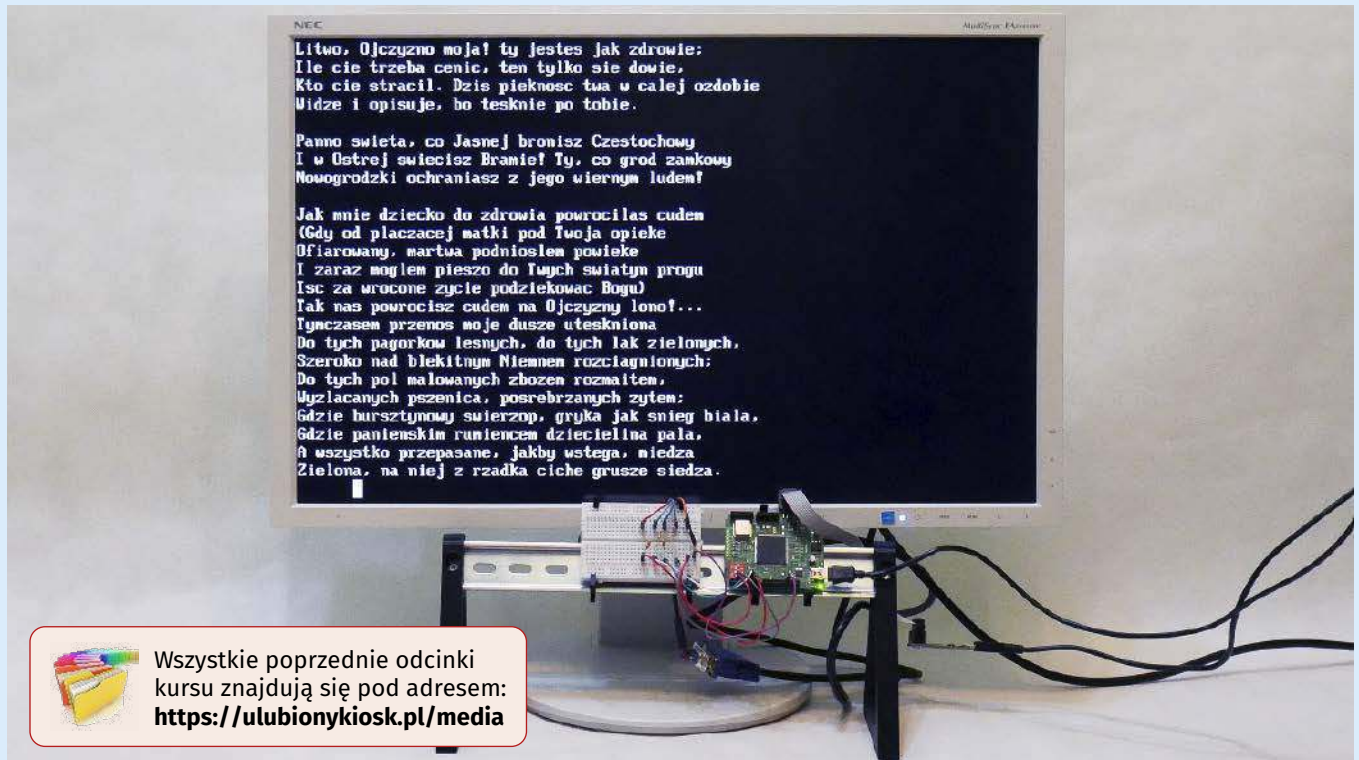 NEC
MultiSync
Litwo, Ojczyzno moja! ty jestes jak zdrowie;
Ile cie trzeba cenic, ten tylko sie dowie,
Kto cie stracil. Dzis pieknosc twa w calej ozdobie
Widze i opisuje, bo tesknie po tobie.
Panno swieta, co Jasnej bronisz Czestochowy
I w Ostrej swiecisz Bramie! Ty, co grod zamkowy
Nowogrodzki ochraniasz z jego wiernym ludem!
Jak mnie dziecko do zdrowia powrocilas cudem
(Gdy od placzacej matki pod Twoja opieke
Ofiarowany, martwa podnioslem powieke
I zaraz moglem pieszo do Twych swiatyn progu
Isc za wrocone zycie podziekowac Bogu)
Tak nas powrocisz cudem na Ojczyzny lono!...
Tymczasem przenos moje dusze uteskniona
Do tych pagorkow lesnych, do tych lak zielonych,
Szeroko nad blekitnym Niemnem rozciagnionych;
Do tych pol malowanych zbozem rozmaitem,
Wyzlacanych pszenica, posrebrzanych zytem;
Gdzie bursztynowy swierzop, gryka jak snieg biala,
Gdzie panienskim rumiencem dziecielina pala,
A wszystko przepasane, jakby wstega, miedza
Zielona, na niej z rzadka ciche grusze siedza.
Wszystkie poprzednie odcinki
kursu znajdują się pod adresem:
https://ulubionykiosk.pl/media